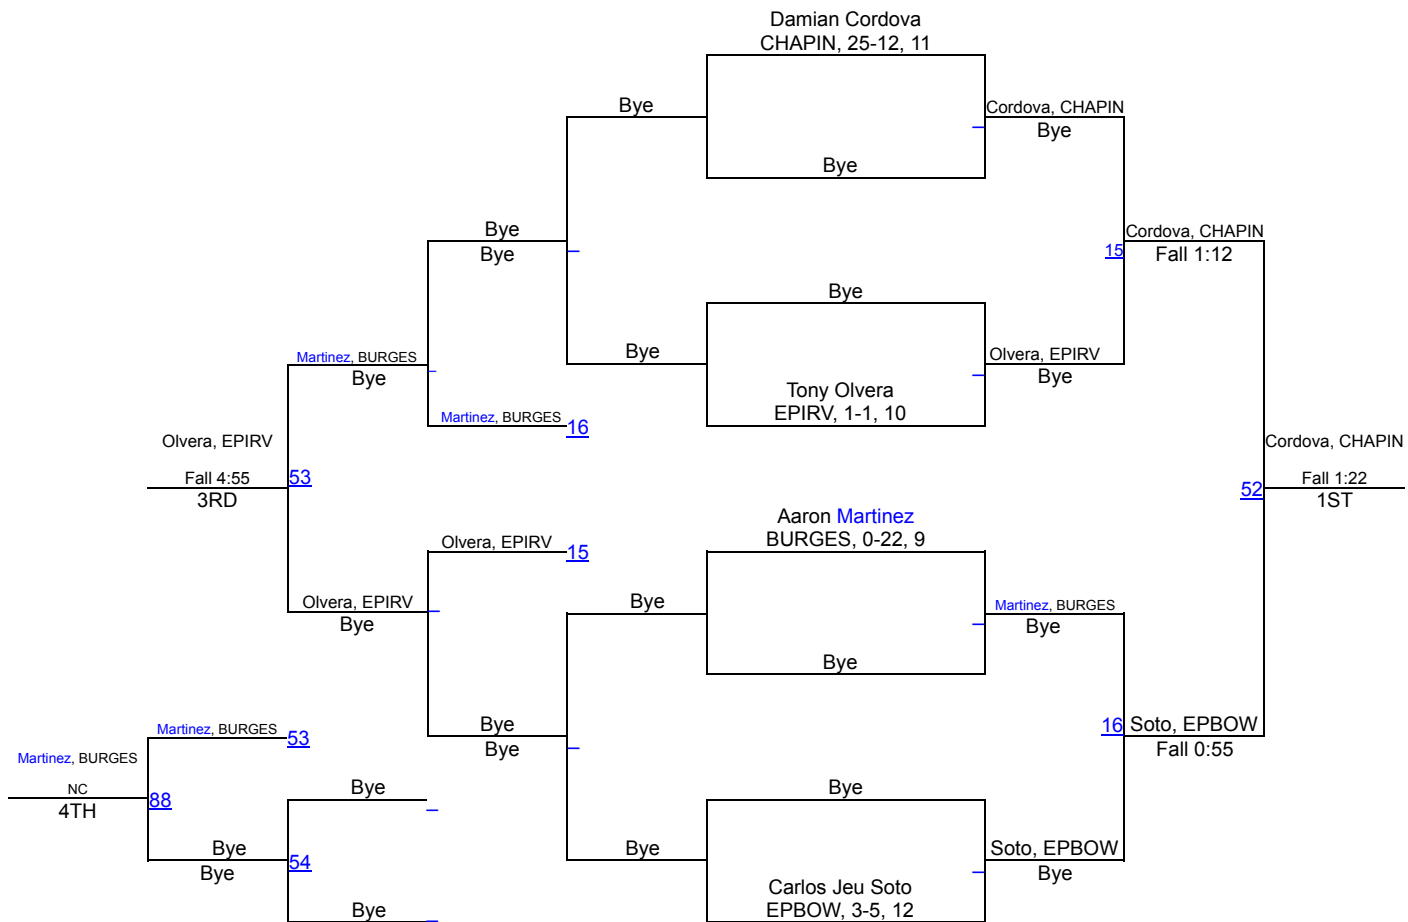 Damian Cordova
CHAPIN, 25-12, 11
Bye
Cordova, CHAPIN
Bye
Bye
Bye
Bye
Cordova, CHAPIN
15
Fall 1:12
Bye
Bye
Olvera, EPIRV
Bye
Martinez, BURGES
Bye
Tony Olvera
EPIRV, 1-1, 10
Martinez, BURGES
16
Olvera, EPIRV
Fall 4:55
53
3RD
Cordova, CHAPIN
Fall 1:22
52
1ST
Aaron Martinez
BURGES, 0-22, 9
Olvera, EPIRV
15
Olvera, EPIRV
Bye
Bye
Martinez, BURGES
Bye
Bye
Bye
Bye
16
Soto, EPBOW
Fall 0:55
Martinez, BURGES
53
Martinez, BURGES
NC
88
4TH
Bye
Bye
Bye
54
Bye
Bye
Bye
Soto, EPBOW
Bye
Carlos Jeu Soto
EPBOW, 3-5, 12
Bye